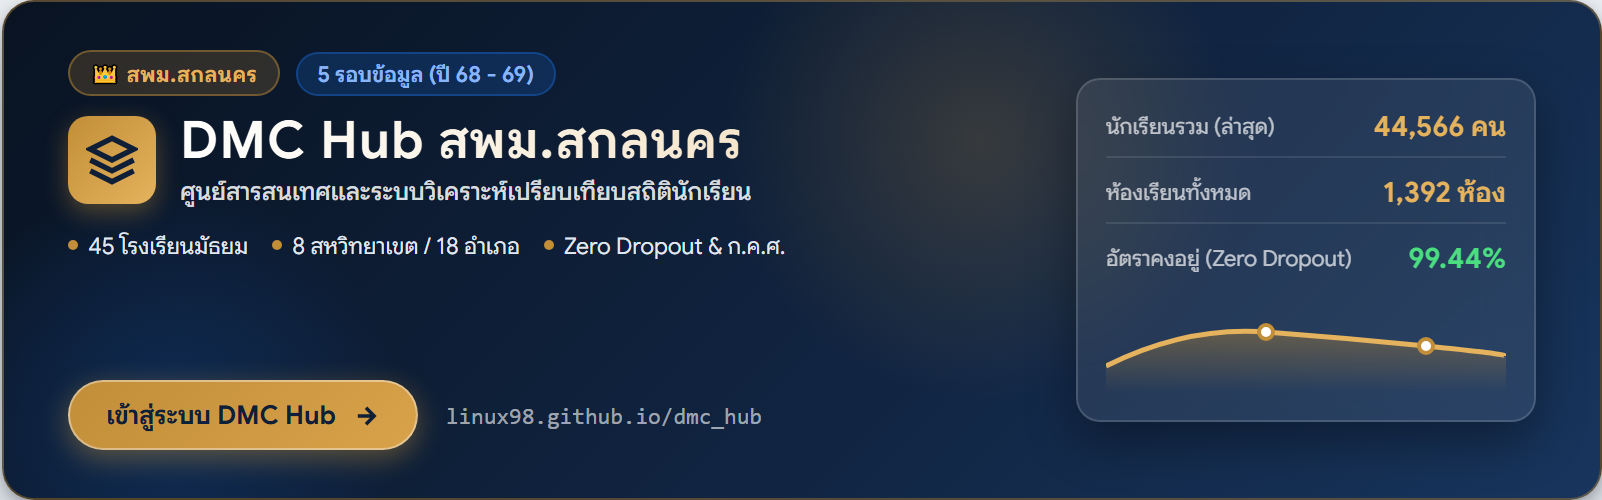 👑 สพม.สกลนคร
5 รอบข้อมูล (ปี 68 - 69)
DMC Hub สพม.สกลนคร
ศูนย์สารสนเทศและระบบวิเคราะห์เปรียบเทียบสถิตินักเรียน
45 โรงเรียนมัธยม
8 สหวิทยาเขต / 18 อำเภอ
Zero Dropout & ก.ค.ศ.
เข้าสู่ระบบ DMC Hub →
linux98.github.io/dmc_hub
นักเรียนรวม (ล่าสุด) 44,566 คน
ห้องเรียนทั้งหมด 1,392 ห้อง
อัตราคงอยู่ (Zero Dropout) 99.44%